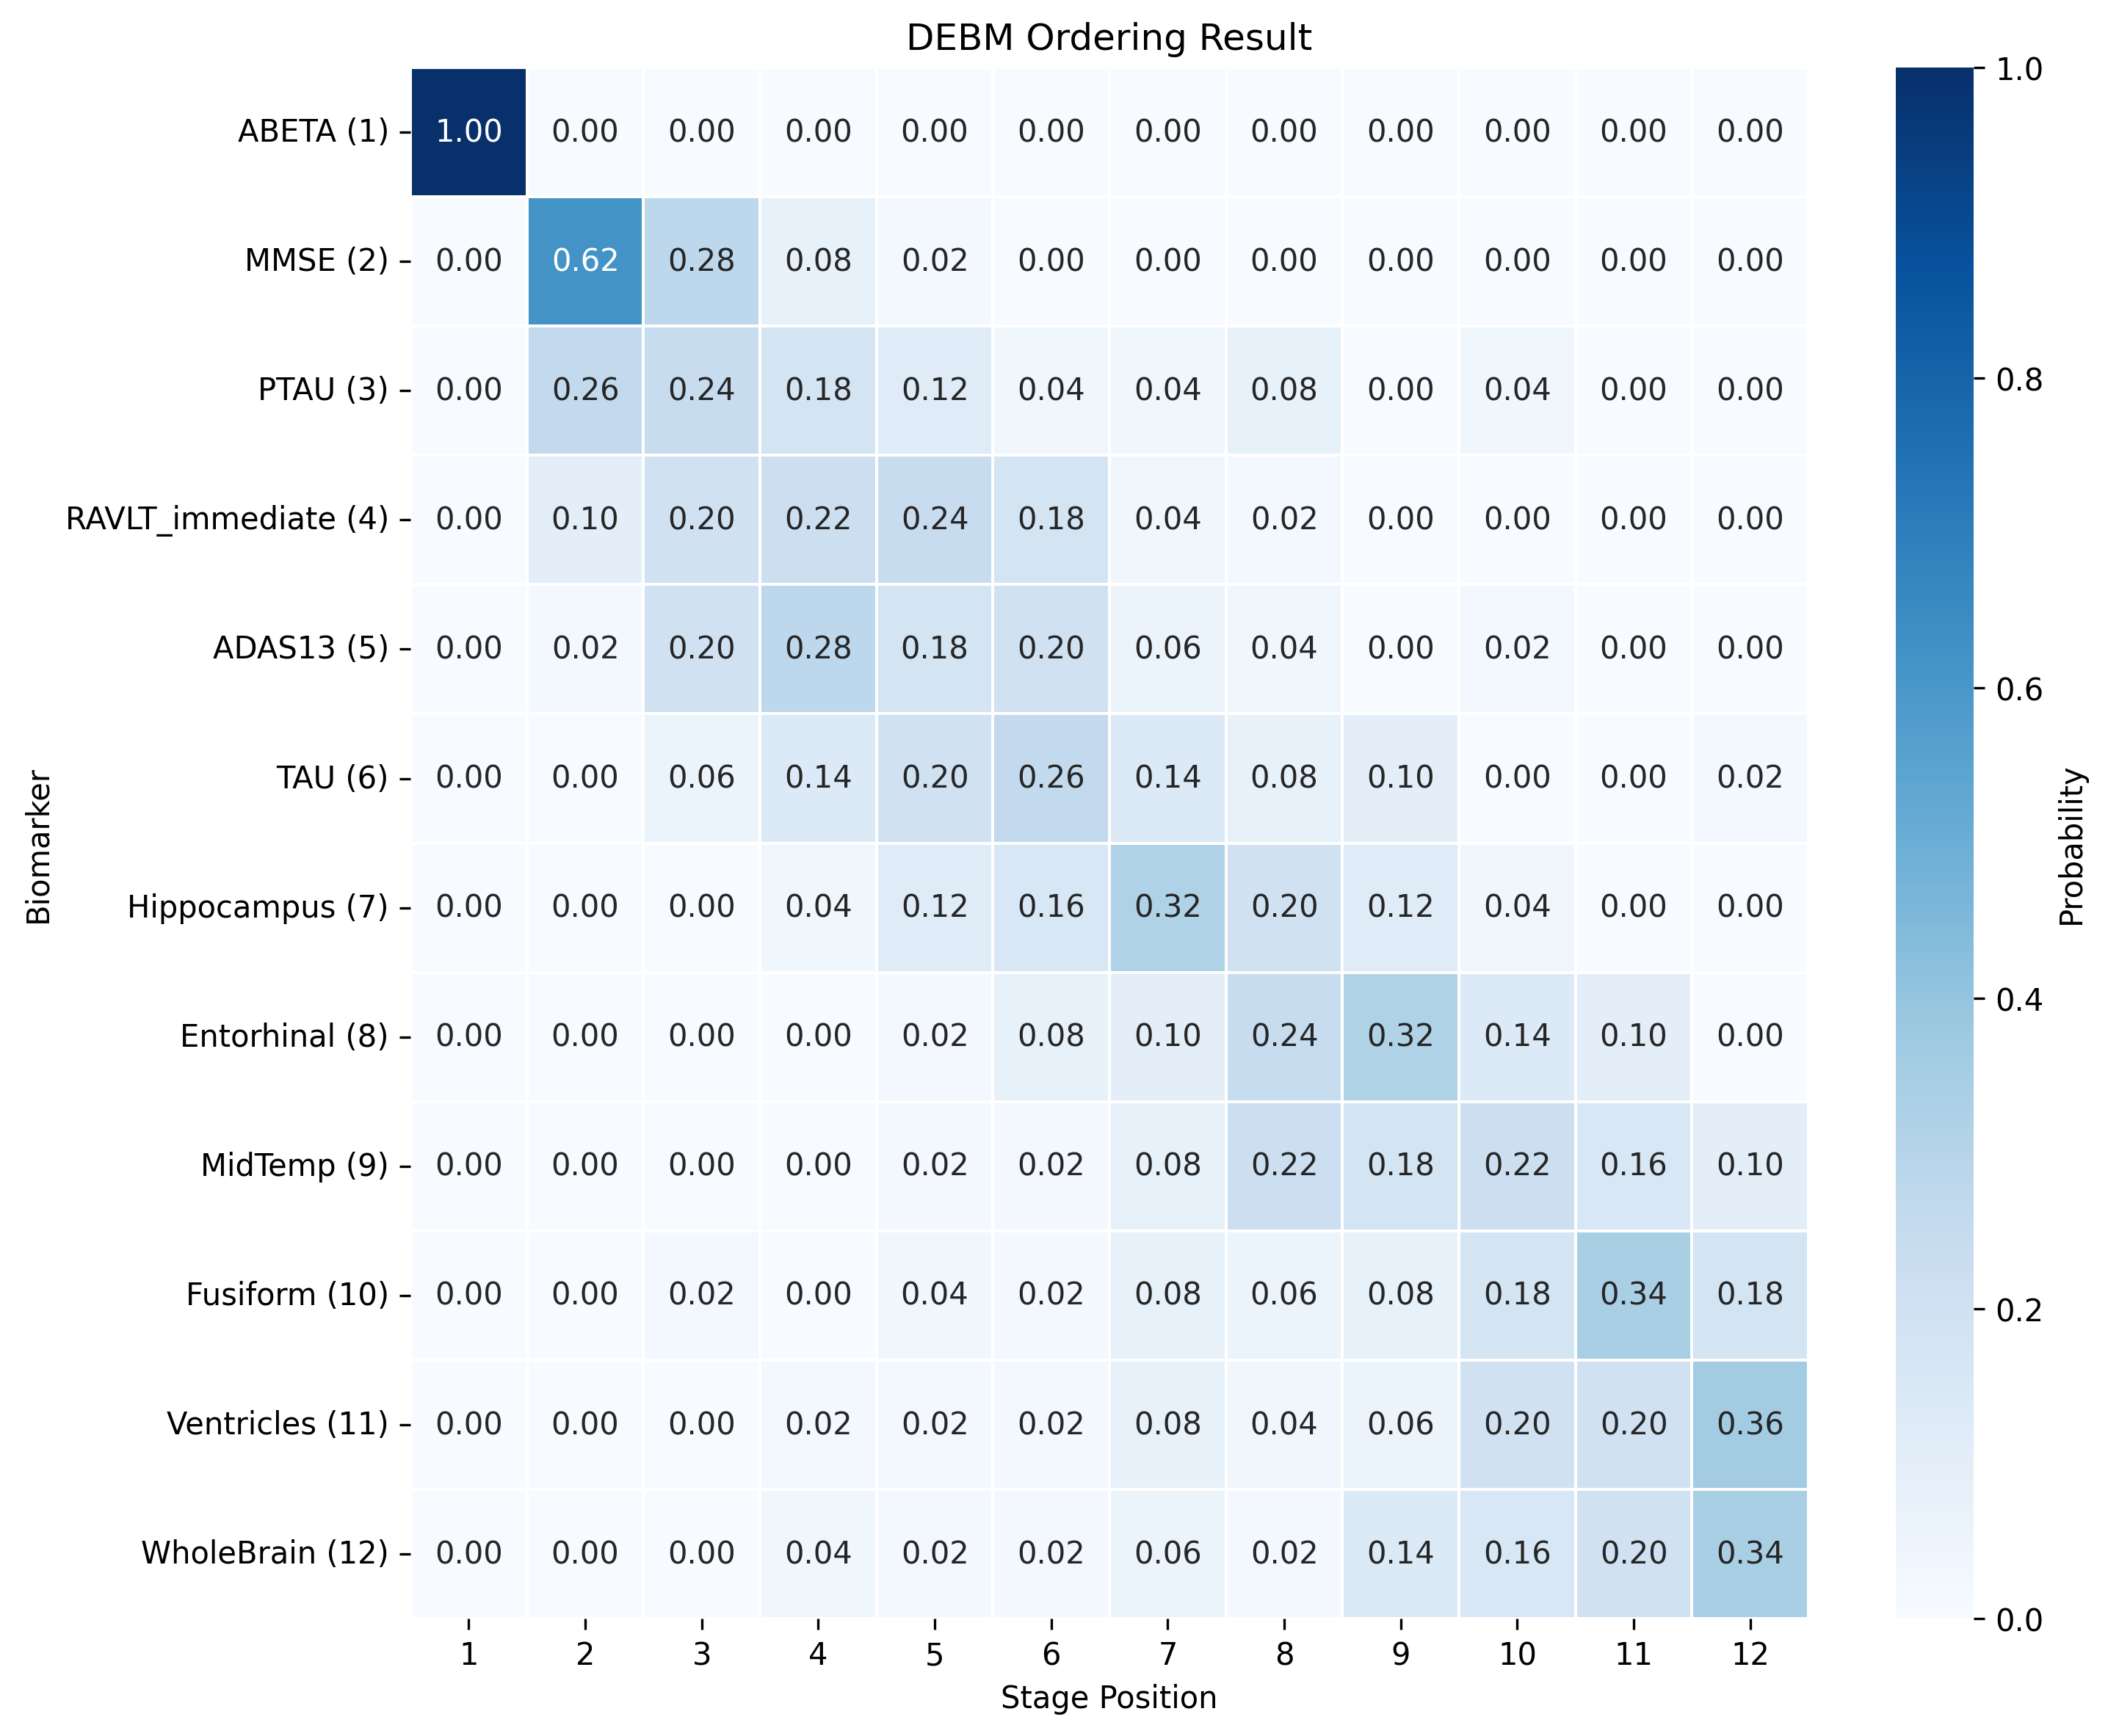 DEBM Ordering Result
ABETA (1) 1.00 0.00 0.00 0.00 0.00 0.00 0.00 0.00 0.00 0.00 0.00 0.00
MMSE (2) 0.00 0.62 0.28 0.08 0.02 0.00 0.00 0.00 0.00 0.00 0.00 0.00
PTAU (3) 0.00 0.26 0.24 0.18 0.12 0.04 0.04 0.08 0.00 0.04 0.00 0.00
RAVLT_immediate (4) 0.00 0.10 0.20 0.22 0.24 0.18 0.04 0.02 0.00 0.00 0.00 0.00
ADAS13 (5) 0.00 0.02 0.20 0.28 0.18 0.20 0.06 0.04 0.00 0.02 0.00 0.00
TAU (6) 0.00 0.00 0.06 0.14 0.20 0.26 0.14 0.08 0.10 0.00 0.00 0.02
Hippocampus (7) 0.00 0.00 0.00 0.04 0.12 0.16 0.32 0.20 0.12 0.04 0.00 0.00
Entorhinal (8) 0.00 0.00 0.00 0.00 0.02 0.08 0.10 0.24 0.32 0.14 0.10 0.00
MidTemp (9) 0.00 0.00 0.00 0.00 0.02 0.02 0.08 0.22 0.18 0.22 0.16 0.10
Fusiform (10) 0.00 0.00 0.02 0.00 0.04 0.02 0.08 0.06 0.08 0.18 0.34 0.18
Ventricles (11) 0.00 0.00 0.00 0.02 0.02 0.02 0.08 0.04 0.06 0.20 0.20 0.36
WholeBrain (12) 0.00 0.00 0.00 0.04 0.02 0.02 0.06 0.02 0.14 0.16 0.20 0.34
1 2 3 4 5 6 7 8 9 10 11 12
Stage Position
Biomarker
1.0
0.8
0.6
0.4
0.2
0.0
Probability